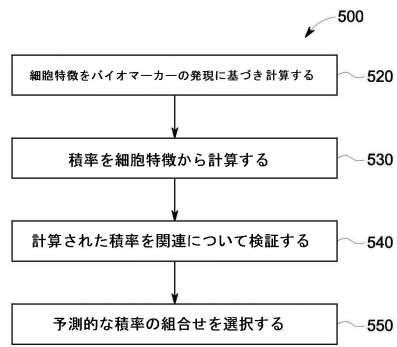 500
細胞特徴をバイオマーカーの発現に基づき計算する
520
積率を細胞特徴から計算する
530
計算された積率を関連について検証する
540
予測的な積率の組合せを選択する
550